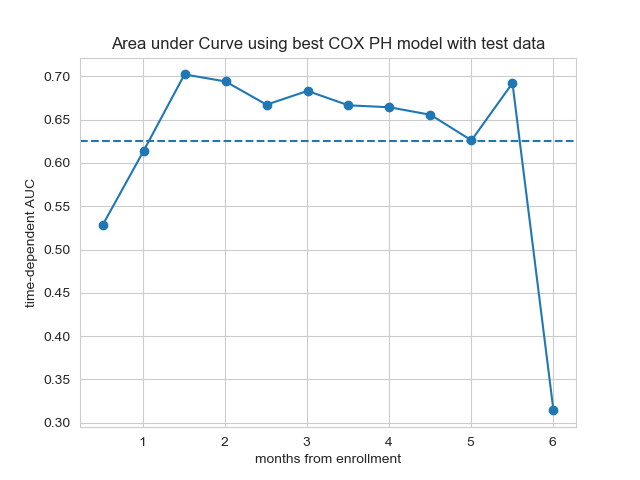 Area under Curve using best COX PH model with test data
time-dependent AUC
0.70
0.65
0.60
0.55
0.50
0.45
0.40
0.35
0.30
1 2 3 4 5 6
months from enrollment